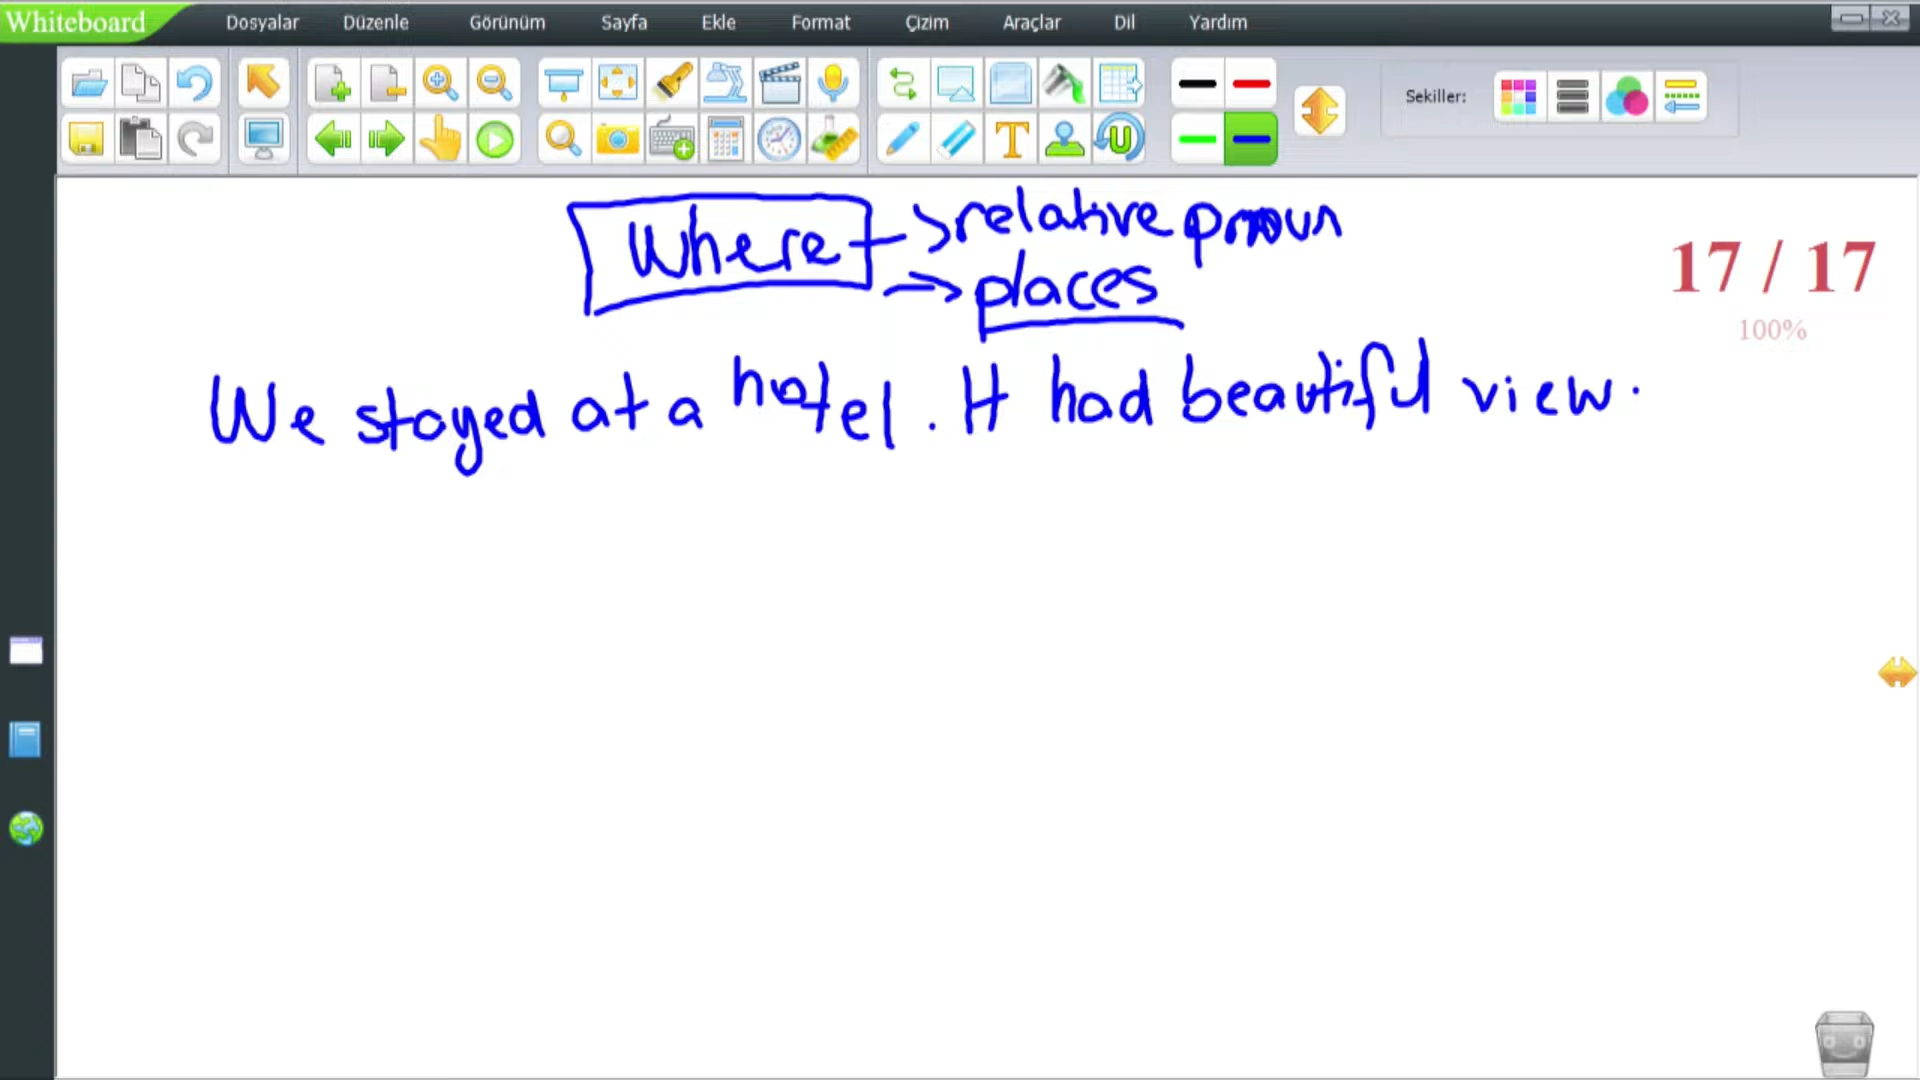 Whiteboard
Dosyalar Düzenle Görünüm Sayfa Ekle Format Çizim Araçlar Dil Yardım
Sekiller:
Where → relative pronoun
→ places
17 / 17
100%
We stayed at a hotel. It had beautiful view.